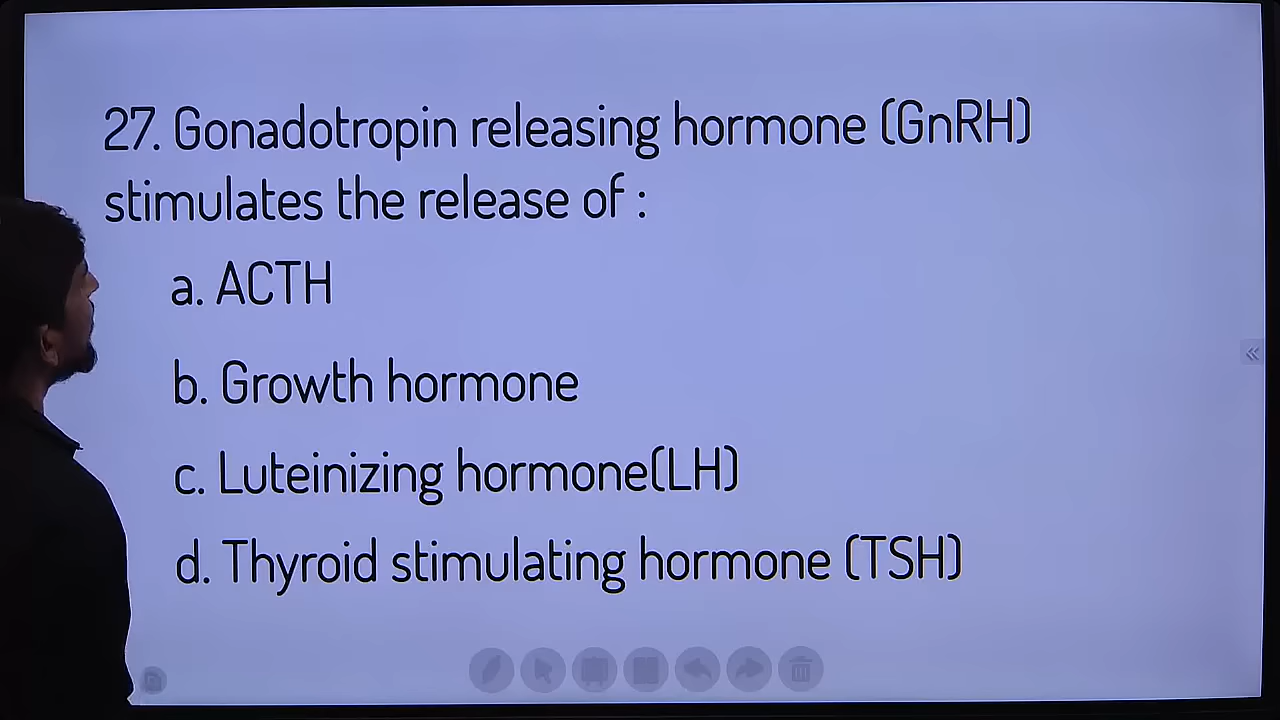 27. Gonadotropin releasing hormone (GnRH)
stimulates the release of :
a. ACTH
b. Growth hormone
c. Luteinizing hormone(LH)
d. Thyroid stimulating hormone (TSH)